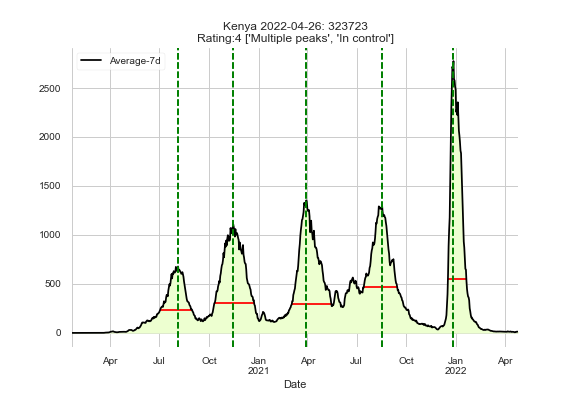 Kenya 2022-04-26: 323723
Rating:4 ['Multiple peaks', 'In control']
Average-7d
2500
2000
1500
1000
500
0
Apr Jul Oct Jan Apr Jul Oct Jan Apr
2021 2022
Date